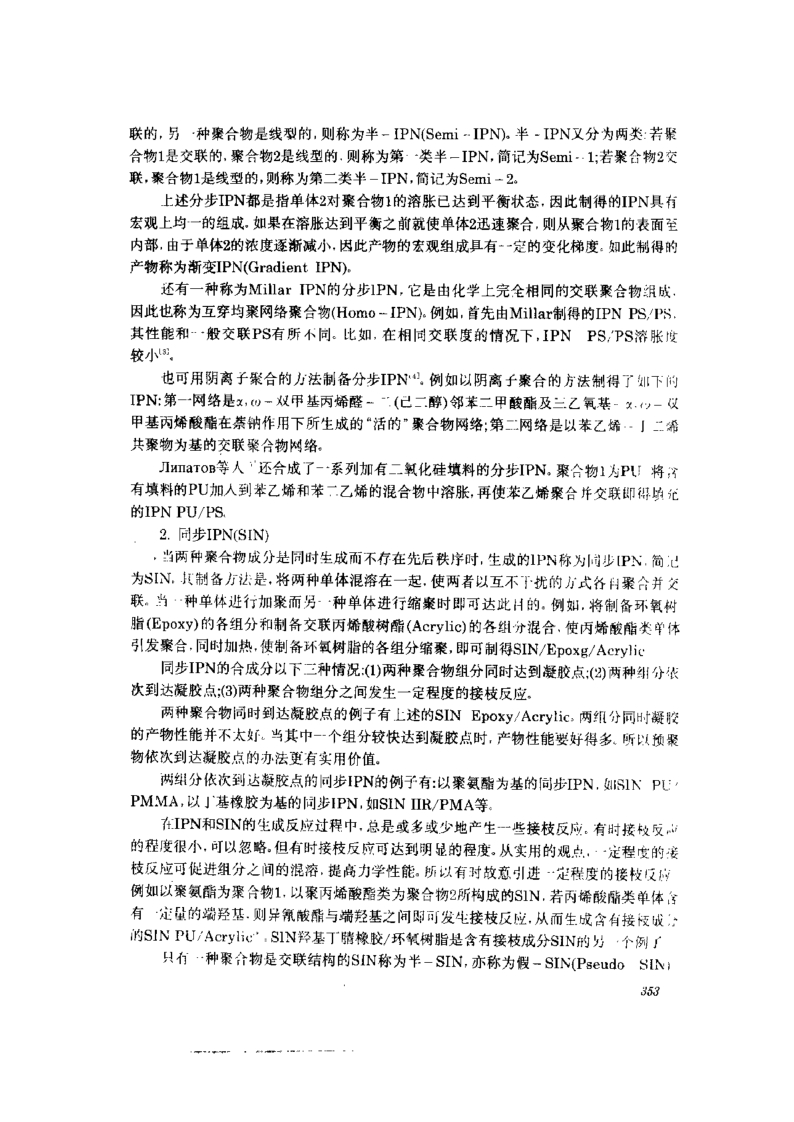 联的,另一种聚合物是线型的,则称为半-IPN(Semi-IPN)。半-IPN又分为两类:若聚
合物1是交联的,聚合物2是线型的,则称为第一类半-IPN,简记为Semi-1;若聚合物2交
联,聚合物1是线型的,则称为第二类半-IPN,简记为Semi-2。
上述分步IPN都是指单体2对聚合物1的溶胀已达到平衡状态,因此制得的IPN具有
宏观上均一的组成。如果在溶胀达到平衡之前就使单体2迅速聚合,则从聚合物1的表面至
内部,由于单体2的浓度逐渐减小,因此产物的宏观组成具有一定的变化梯度。如此制得的
产物称为渐变IPN(Gradient IPN)。
还有一种称为Millar IPN的分步IPN,它是由化学上完全相同的交联聚合物组成,
因此也称为互穿均聚网络聚合物(Homo-IPN)。例如,首先由Millar制得的IPN PS/PS,
其性能和一般交联PS有所不同。比如,在相同交联度的情况下,IPN PS/PS溶胀度
较小[3]。
也可用阴离子聚合的方法制备分步IPN[4]。例如以阴离子聚合的方法制得了如下的
IPN:第一网络是α,ω-双甲基丙烯醛-二(己二醇)邻苯二甲酸酯及三乙氧基-α,ω-双
甲基丙烯酸酯在萘钠作用下所生成的“活的”聚合物网络;第二网络是以苯乙烯-丁二烯
共聚物为基的交联聚合物网络。
Липатов等人还合成了一系列加有二氧化硅填料的分步IPN。聚合物1为PU 将含
有填料的PU加入到苯乙烯和苯二乙烯的混合物中溶胀,再使苯乙烯聚合并交联即得填充
的IPN PU/PS.
2. 同步IPN(SIN)
当两种聚合物成分是同时生成而不存在先后秩序时,生成的IPN称为同步IPN,简记
为SIN。其制备方法是,将两种单体混溶在一起,使两者以互不干扰的方式各自聚合并交
联。当一种单体进行加聚而另一种单体进行缩聚时即可达此目的。例如,将制备环氧树
脂(Epoxy)的各组分和制备交联丙烯酸树酯(Acrylic)的各组分混合,使丙烯酸酯类单体
引发聚合,同时加热,使制备环氧树脂的各组分缩聚,即可制得SIN/Epoxg/Acrylic
同步IPN的合成分以下三种情况:(1)两种聚合物组分同时达到凝胶点;(2)两种组分依
次到达凝胶点;(3)两种聚合物组分之间发生一定程度的接枝反应。
两种聚合物同时到达凝胶点的例子有上述的SIN Epoxy/Acrylic。两组分同时凝胶
的产物性能并不太好。当其中一个组分较快达到凝胶点时,产物性能要好得多。所以预聚
物依次到达凝胶点的办法更有实用价值。
两组分依次到达凝胶点的同步IPN的例子有:以聚氨酯为基的同步IPN,如SIN PU/
PMMA,以丁基橡胶为基的同步IPN,如SIN IIR/PMA等。
在IPN和SIN的生成反应过程中,总是或多或少地产生一些接枝反应。有时接枝反应
的程度很小,可以忽略。但有时接枝反应可达到明显的程度。从实用的观点,一定程度的接
枝反应可促进组分之间的混溶,提高力学性能。所以有时故意引进一定程度的接枝反应
例如以聚氨酯为聚合物1,以聚丙烯酸酯类为聚合物2所构成的SIN,若丙烯酸酯类单体含
有一定量的端羟基,则异氰酸酯与端羟基之间即可发生接枝反应,从而生成含有接枝成分
的SIN PU/Acrylic。SIN羟基丁腈橡胶/环氧树脂是含有接枝成分SIN的另一个例子
只有一种聚合物是交联结构的SIN称为半-SIN,亦称为假-SIN(Pseudo SIN)
353